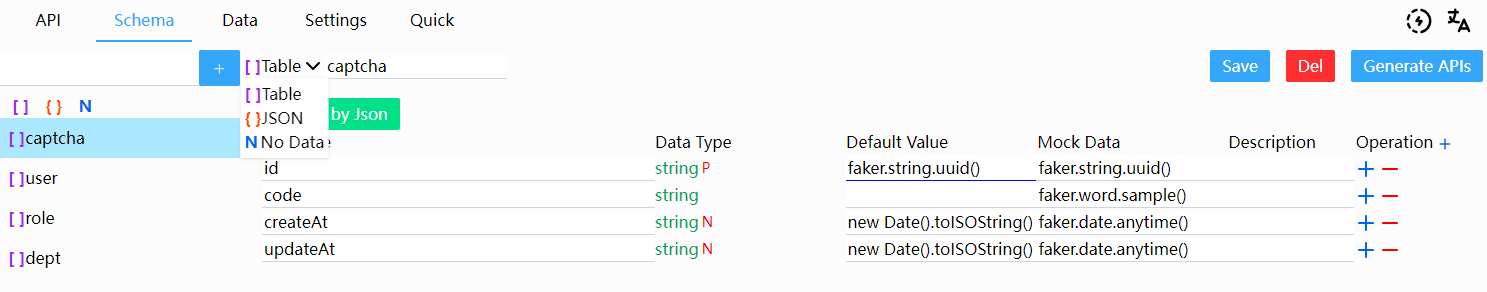 API Schema Data Settings Quick
+ [ ]Table captcha Save Del Generate APIs
[ ]Table
[ ] { } N by Json
{ }JSON
[ ]captcha N No Data e Data Type Default Value Mock Data Description Operation +
id string P faker.string.uuid() faker.string.uuid() + −
[ ]user
code string faker.word.sample() + −
[ ]role createAt string N new Date().toISOString() faker.date.anytime() + −
updateAt string N new Date().toISOString() faker.date.anytime() + −
[ ]dept